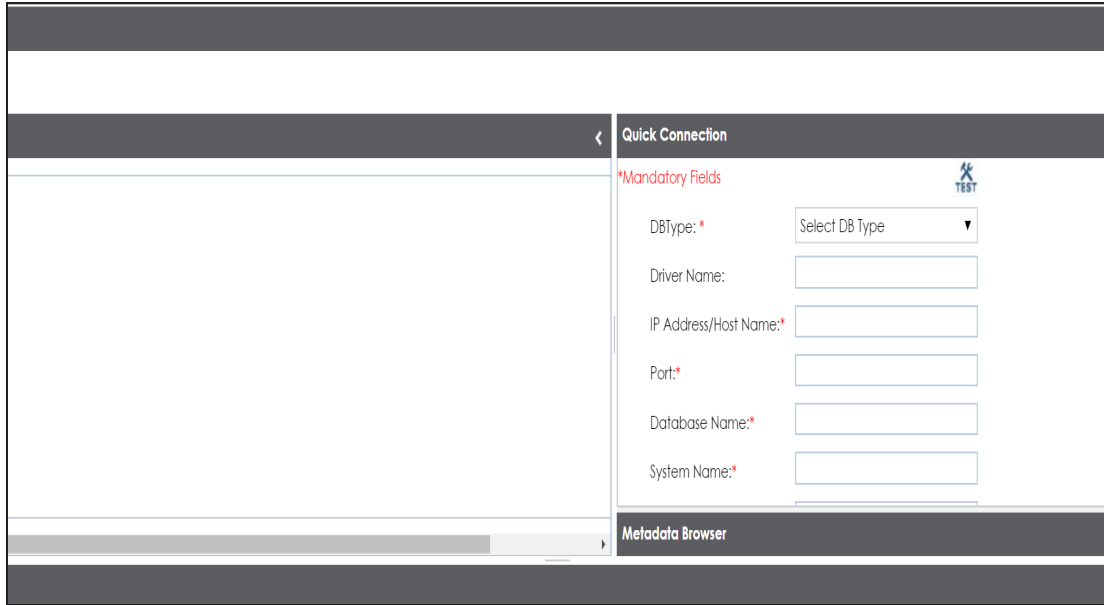 Quick Connection
*Mandatory Fields
TEST
DBType: *
Select DB Type
Driver Name:
IP Address/Host Name:*
Port:*
Database Name:*
System Name:*
Metadata Browser